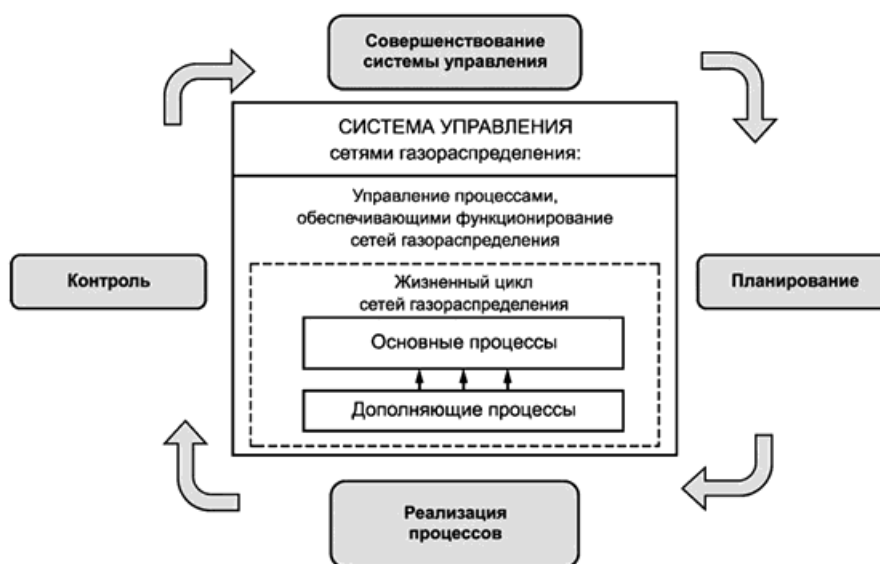 Совершенствование
системы управления
СИСТЕМА УПРАВЛЕНИЯ
сетями газораспределения:
Управление процессами,
обеспечивающими функционирование
сетей газораспределения
Контроль
Планирование
Жизненный цикл
сетей газораспределения
Основные процессы
Дополняющие процессы
Реализация
процессов